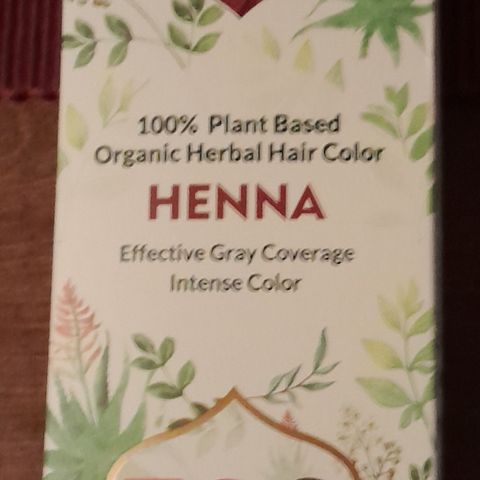 100% Plant Based
Organic Herbal Hair Color
HENNA
Effective Gray Coverage
Intense Color